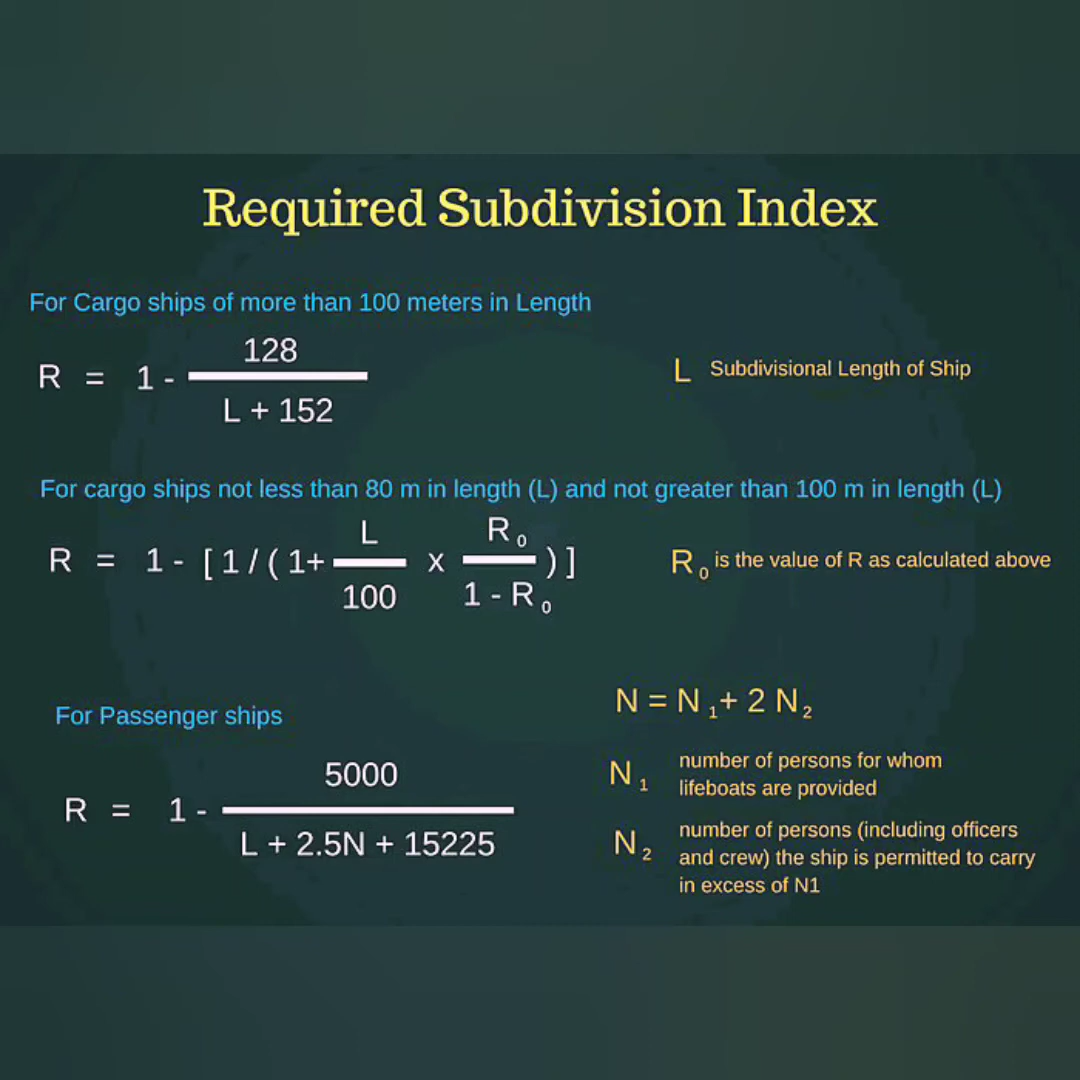 Required Subdivision Index
For Cargo ships of more than 100 meters in Length
R = 1 - 128
L + 152
L Subdivisional Length of Ship
For cargo ships not less than 80 m in length (L) and not greater than 100 m in length (L)
R = 1 - [ 1 / ( 1+ L / 100 x R₀ / 1 - R₀ ) ]
R₀ is the value of R as calculated above
For Passenger ships
R = 1 - 5000
L + 2.5N + 15225
N = N₁+ 2 N₂
N₁ number of persons for whom
lifeboats are provided
N₂ number of persons (including officers
and crew) the ship is permitted to carry
in excess of N1